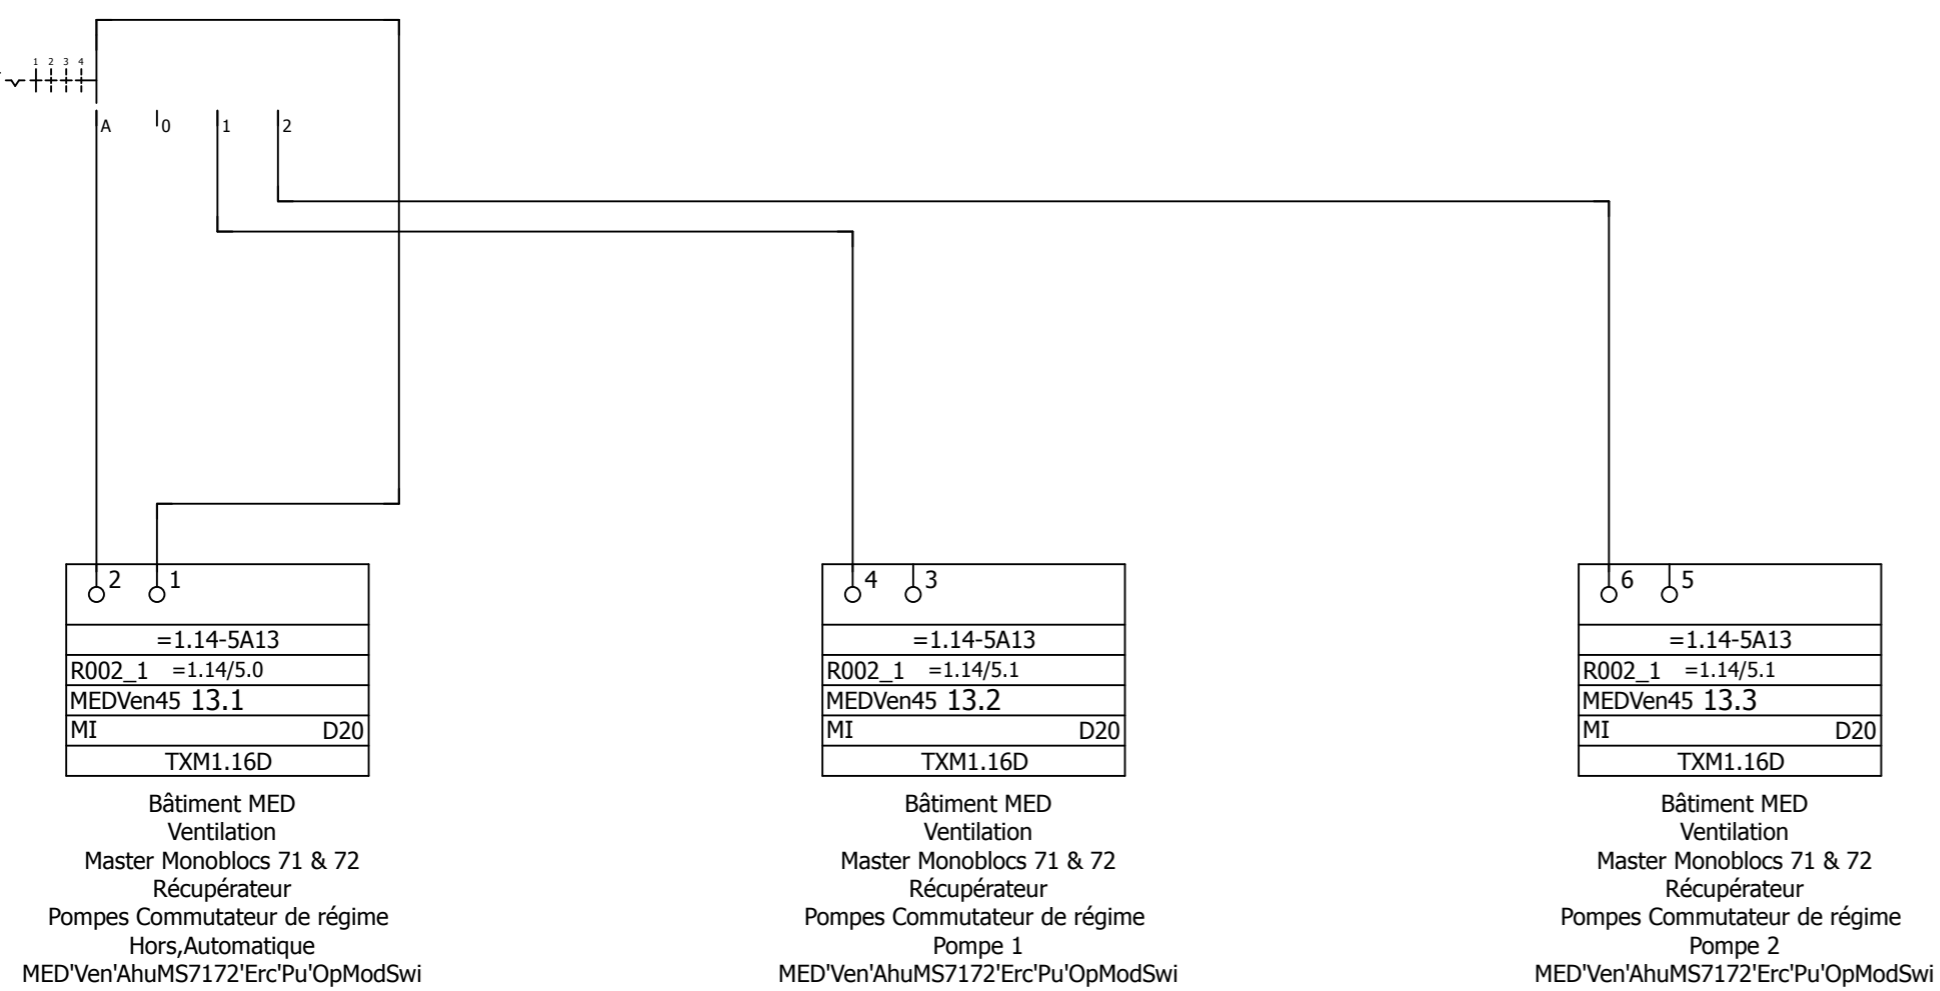 1 2 3 4
A 0 1 2
2 1
=1.14-5A13
R002_1 =1.14/5.0
MEDVen45 13.1
MI D20
TXM1.16D
Bâtiment MED
Ventilation
Master Monoblocs 71 & 72
Récupérateur
Pompes Commutateur de régime
Hors,Automatique
MED'Ven'AhuMS7172'Erc'Pu'OpModSwi
4 3
=1.14-5A13
R002_1 =1.14/5.1
MEDVen45 13.2
MI D20
TXM1.16D
Bâtiment MED
Ventilation
Master Monoblocs 71 & 72
Récupérateur
Pompes Commutateur de régime
Pompe 1
MED'Ven'AhuMS7172'Erc'Pu'OpModSwi
6 5
=1.14-5A13
R002_1 =1.14/5.1
MEDVen45 13.3
MI D20
TXM1.16D
Bâtiment MED
Ventilation
Master Monoblocs 71 & 72
Récupérateur
Pompes Commutateur de régime
Pompe 2
MED'Ven'AhuMS7172'Erc'Pu'OpModSwi